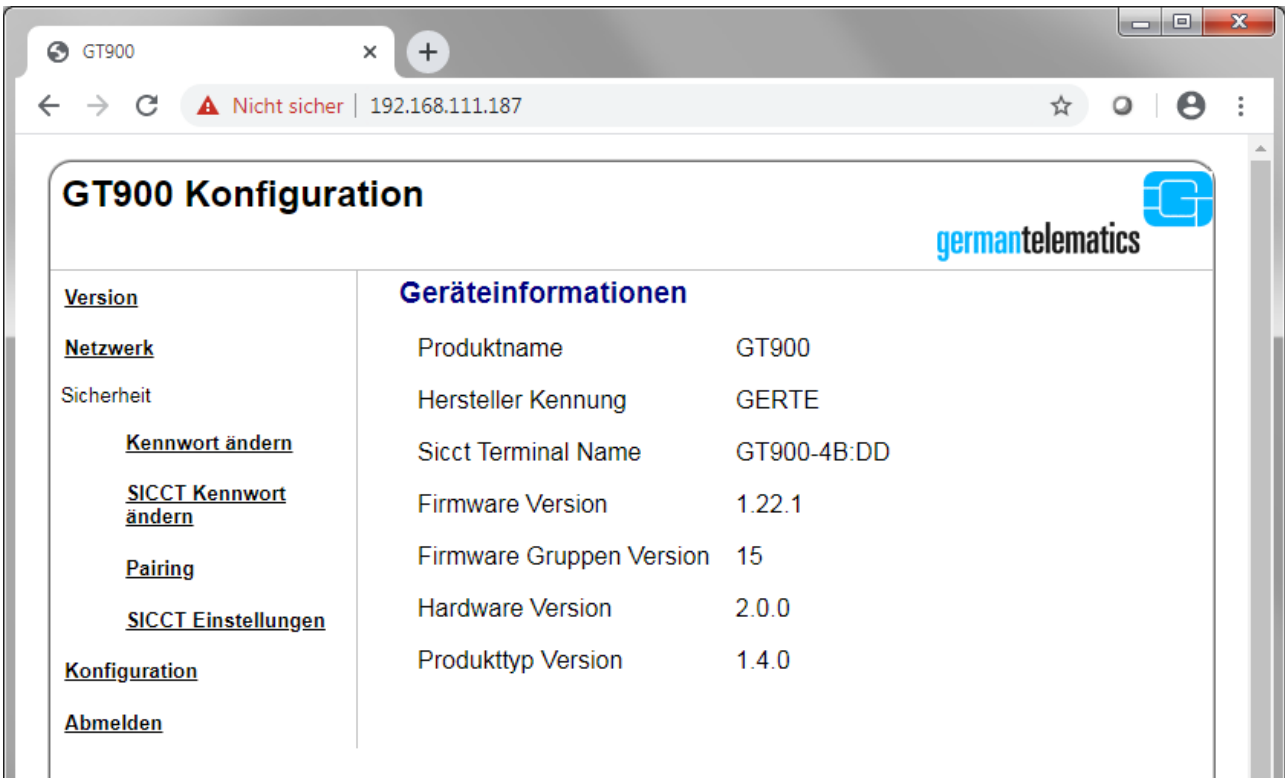 GT900
Nicht sicher 192.168.111.187
GT900 Konfiguration
germantelematics
Version
Netzwerk
Sicherheit
Kennwort ändern
SICCT Kennwort
ändern
Pairing
SICCT Einstellungen
Konfiguration
Abmelden
Geräteinformationen
Produktname GT900
Hersteller Kennung GERTE
Sicct Terminal Name GT900-4B:DD
Firmware Version 1.22.1
Firmware Gruppen Version 15
Hardware Version 2.0.0
Produkttyp Version 1.4.0